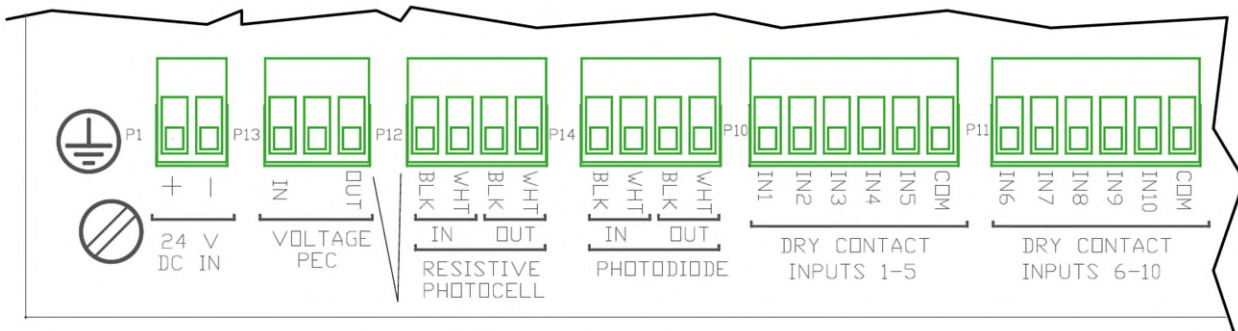 P1
P13
P12
P14
P10
P11
+ −
24 V
DC IN
IN OUT
VOLTAGE
PEC
BLK WHT BLK WHT
IN OUT
RESISTIVE
PHOTOCELL
BLK WHT BLK WHT
IN OUT
PHOTODIODE
IN1 IN2 IN3 IN4 IN5 COM
DRY CONTACT
INPUTS 1-5
IN6 IN7 IN8 IN9 IN10 COM
DRY CONTACT
INPUTS 6-10